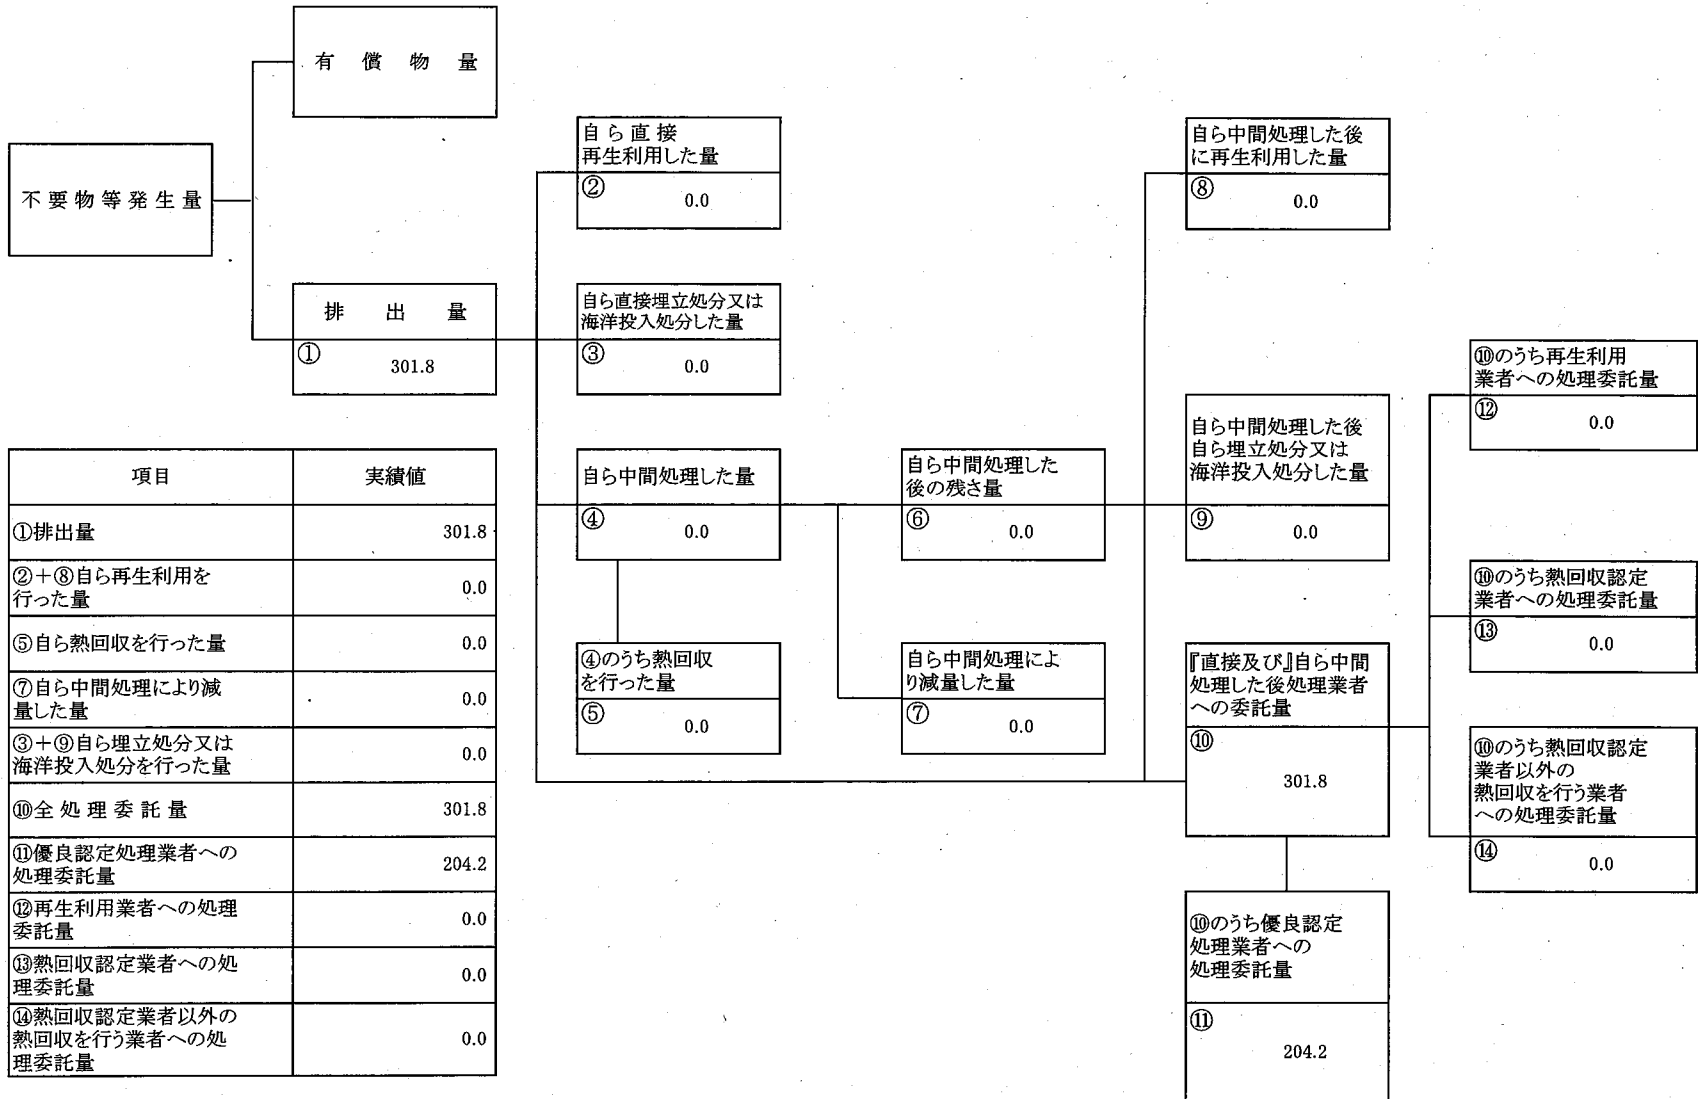 有償物量
不要物等発生量
排出量
①
301.8
自ら直接
再生利用した量
②
0.0
自ら直接埋立処分又は
海洋投入処分した量
③
0.0
自ら中間処理した量
④
0.0
④のうち熱回収
を行った量
⑤
0.0
自ら中間処理した
後の残さ量
⑥
0.0
自ら中間処理によ
り減量した量
⑦
0.0
自ら中間処理した後
に再生利用した量
⑧
0.0
自ら中間処理した後
自ら埋立処分又は
海洋投入処分した量
⑨
0.0
『直接及び』自ら中間
処理した後処理業者
への委託量
⑩
301.8
⑩のうち優良認定
処理業者への
処理委託量
⑪
204.2
⑩のうち再生利用
業者への処理委託量
⑫
0.0
⑩のうち熱回収認定
業者への処理委託量
⑬
0.0
⑩のうち熱回収認定
業者以外の
熱回収を行う業者
への処理委託量
⑭
0.0
項目 実績値
①排出量 301.8
②＋⑧自ら再生利用を
行った量 0.0
⑤自ら熱回収を行った量 0.0
⑦自ら中間処理により減
量した量 0.0
③＋⑨自ら埋立処分又は
海洋投入処分を行った量 0.0
⑩全処理委託量 301.8
⑪優良認定処理業者への
処理委託量 204.2
⑫再生利用業者への処理
委託量 0.0
⑬熱回収認定業者への処
理委託量 0.0
⑭熱回収認定業者以外の
熱回収を行う業者への処
理委託量 0.0